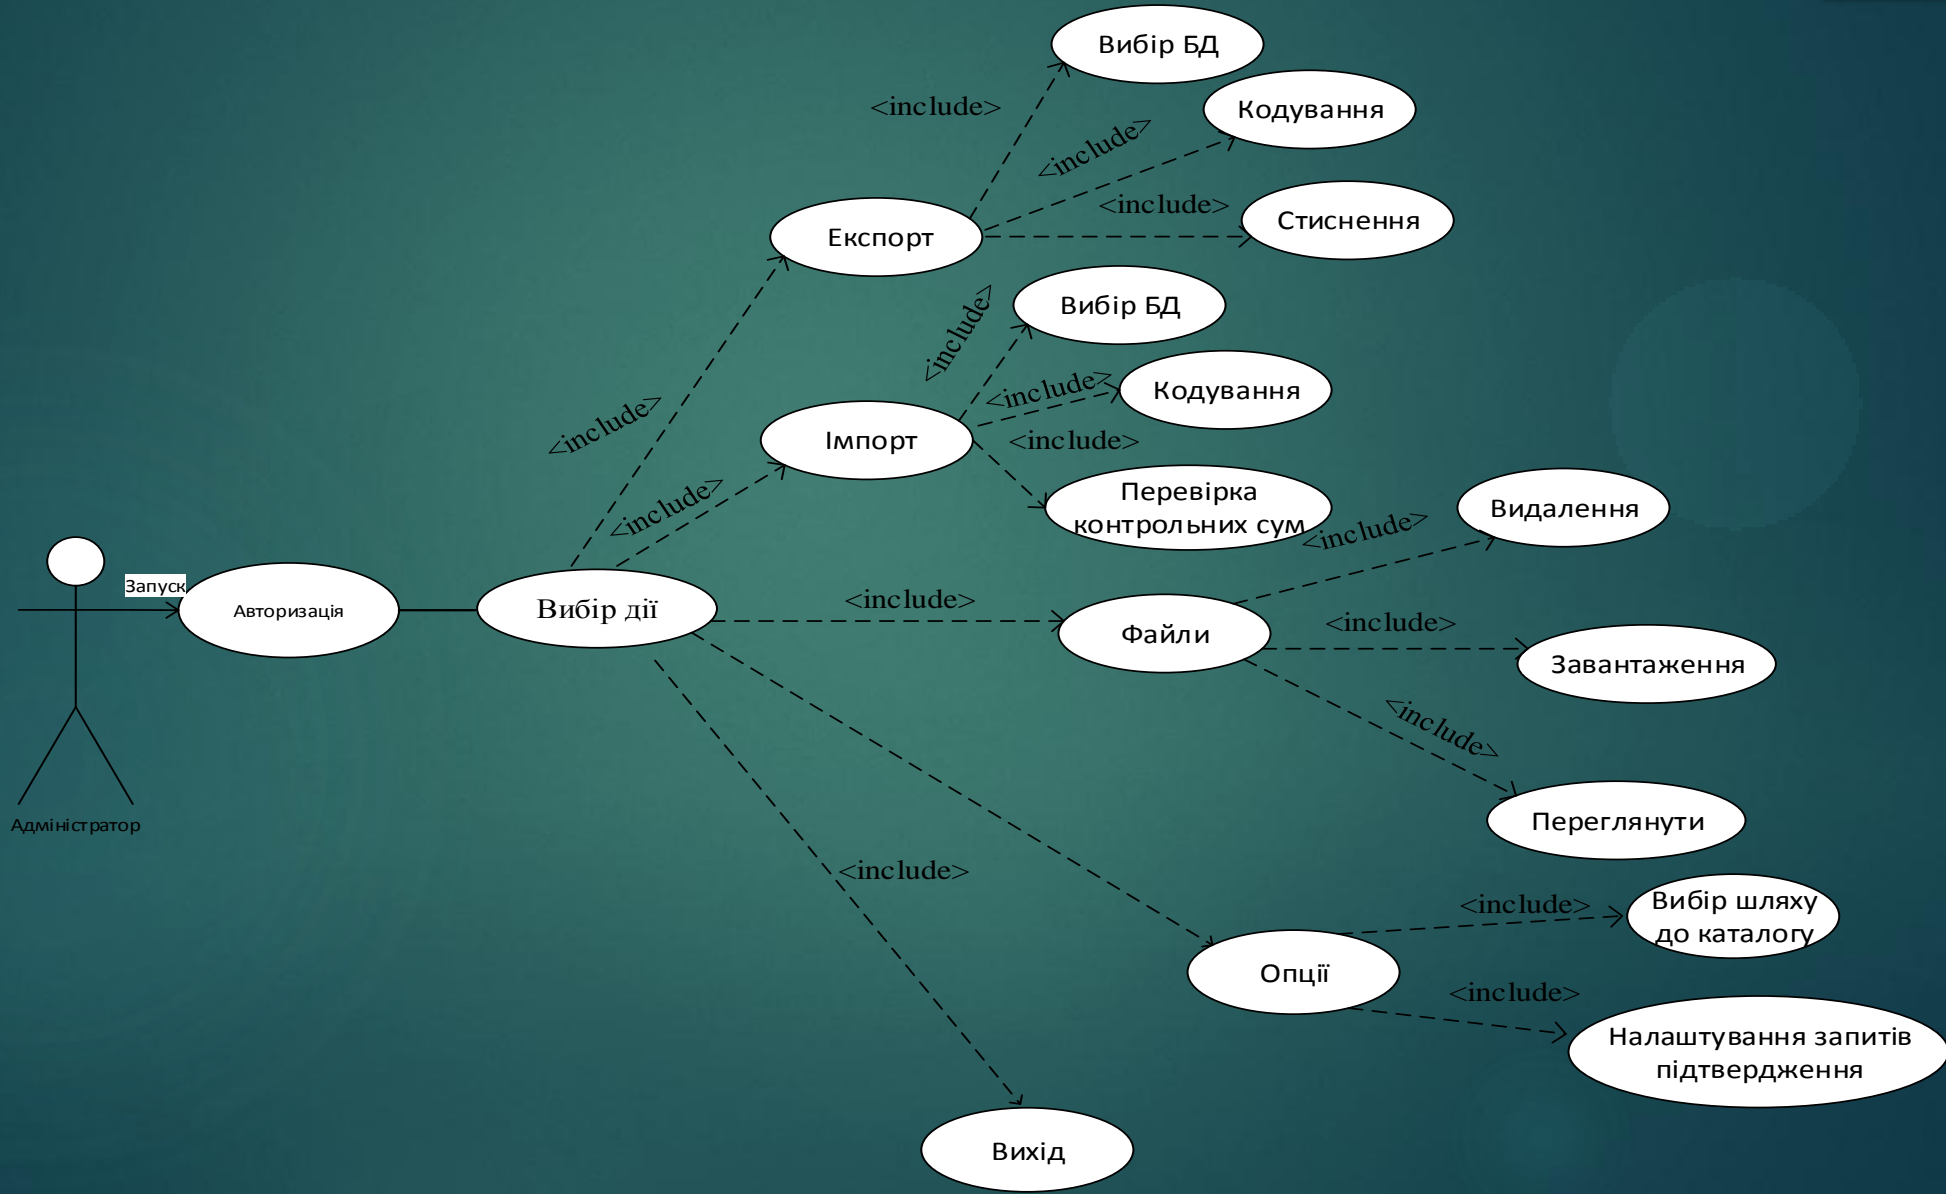 Вибір БД
<include>
Кодування
<include>
<include>
Стиснення
Експорт
<include>
Вибір БД
<include>
Кодування
<include>
Імпорт
<include>
<include>
Перевірка
контрольних сум
Видалення
<include>
<include>
Запуск
Авторизація
Вибір дії
<include>
Файли
<include>
Завантаження
<include>
Переглянути
Адміністратор
<include>
<include>
Вибір шляху
до каталогу
Опції
<include>
Налаштування запитів
підтвердження
Вихід